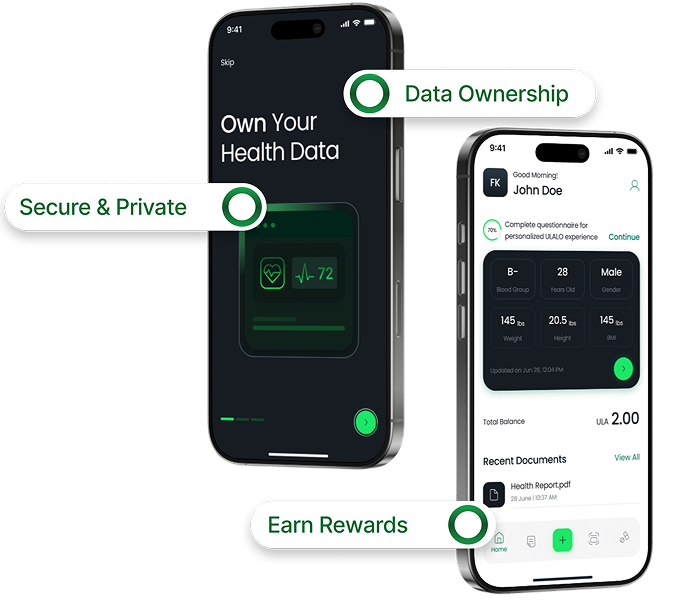 9:41
Skip
Own Your
Health Data
72
Data Ownership
Secure & Private
9:41
FK
Good Morning!
John Doe
70%
Complete questionnaire for
personalized ULALO experience
Continue
B-
Blood Group
28
Years Old
Male
Gender
145 lbs
Weight
20.5 lbs
Height
145 lbs
BMI
Updated on Jun 28, 12:04 PM
Total Balance
ULA 2.00
Recent Documents
View All
Health Report.pdf
28 June | 10:37 AM
Earn Rewards
Home